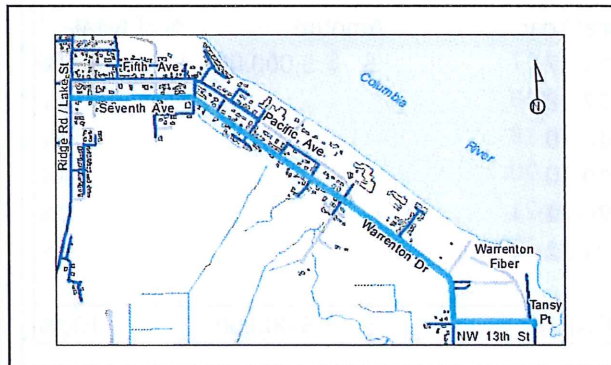 Fifth Ave.
Columbia
River
N
Ridge Rd / Lake St
Seventh Ave
Pacific, Ave.
Warrenton Dr
Warrenton
Fiber
Tansy
Pt
NW 13th St